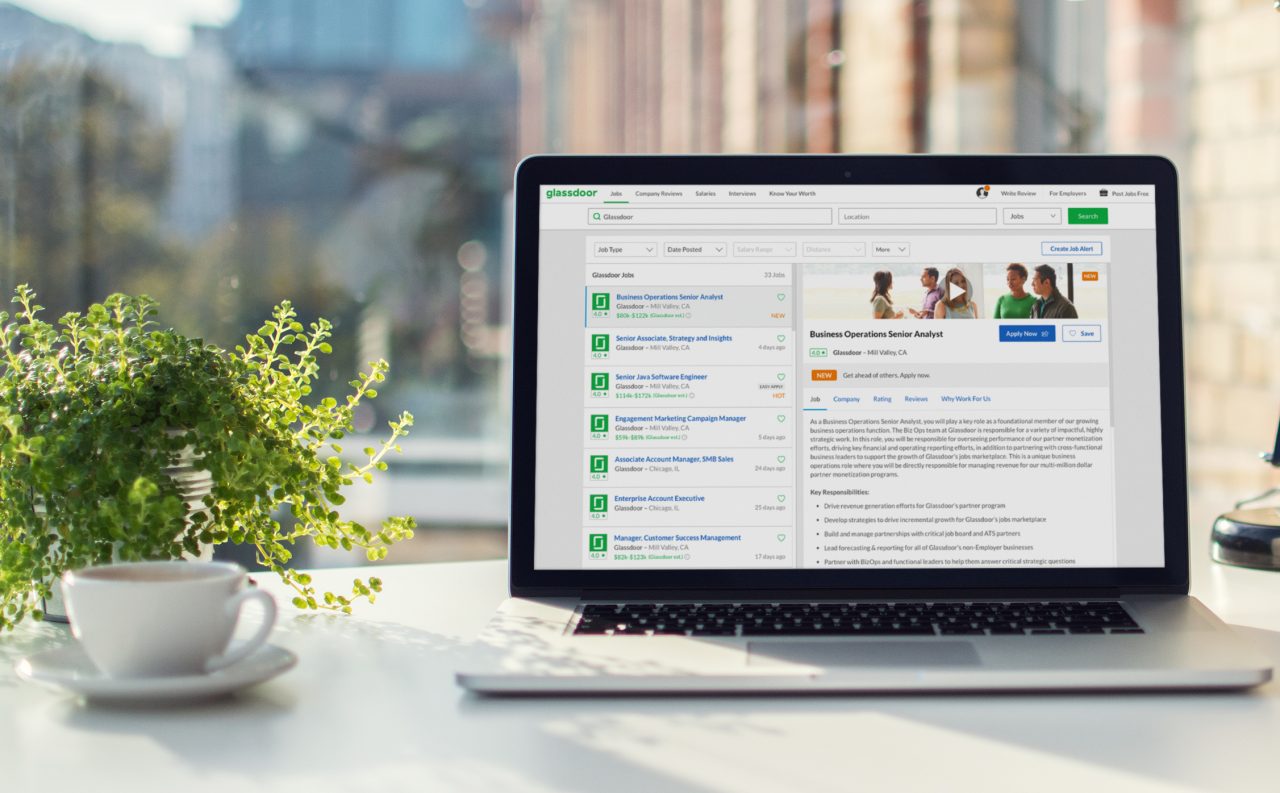 glassdoor Jobs Company Reviews Salaries Interviews Know Your Worth Write Review For Employers Post Jobs Free
Glassdoor Location Jobs Search
Job Type Date Posted Salary Range Distance More Create Job Alert
Glassdoor Jobs 33 Jobs
Business Operations Senior Analyst
Glassdoor – Mill Valley, CA
4.0 ★ $80k-$122k (Glassdoor est.) NEW
Senior Associate, Strategy and Insights
Glassdoor – Mill Valley, CA 4 days ago
4.0 ★
Senior Java Software Engineer
Glassdoor – Mill Valley, CA EASY APPLY
4.0 ★ $114k-$172k (Glassdoor est.) HOT
Engagement Marketing Campaign Manager
Glassdoor – Mill Valley, CA
4.0 ★ $59k-$89k (Glassdoor est.) 5 days ago
Associate Account Manager, SMB Sales
Glassdoor – Chicago, IL 24 days ago
4.0 ★
Enterprise Account Executive
Glassdoor – Chicago, IL 25 days ago
4.0 ★
Manager, Customer Success Management
Glassdoor – Mill Valley, CA
4.0 ★ $82k-$123k (Glassdoor est.) 17 days ago
NEW
Business Operations Senior Analyst Apply Now Save
4.0 ★ Glassdoor – Mill Valley, CA
NEW Get ahead of others. Apply now.
Job Company Rating Reviews Why Work For Us
As a Business Operations Senior Analyst, you will play a key role as a foundational member of our growing
business operations function. The Biz Ops team at Glassdoor is responsible for a variety of impactful, highly
strategic work. In this role, you will be responsible for overseeing performance of our partner monetization
efforts, driving key financial and operating reporting efforts, in addition to partnering with cross-functional
business leaders to support the growth of Glassdoor's jobs marketplace. This is a unique business
operations role where you will be directly responsible for managing revenue for our multi-million dollar
partner monetization programs.
Key Responsibilities:
• Drive revenue generation efforts for Glassdoor's partner program
• Develop strategies to drive incremental growth for Glassdoor's jobs marketplace
• Build and manage partnerships with critical job board and ATS partners
• Lead forecasting & reporting for all of Glassdoor's non-Employer businesses
• Partner with BizOps and functional leaders to help them answer critical strategic questions